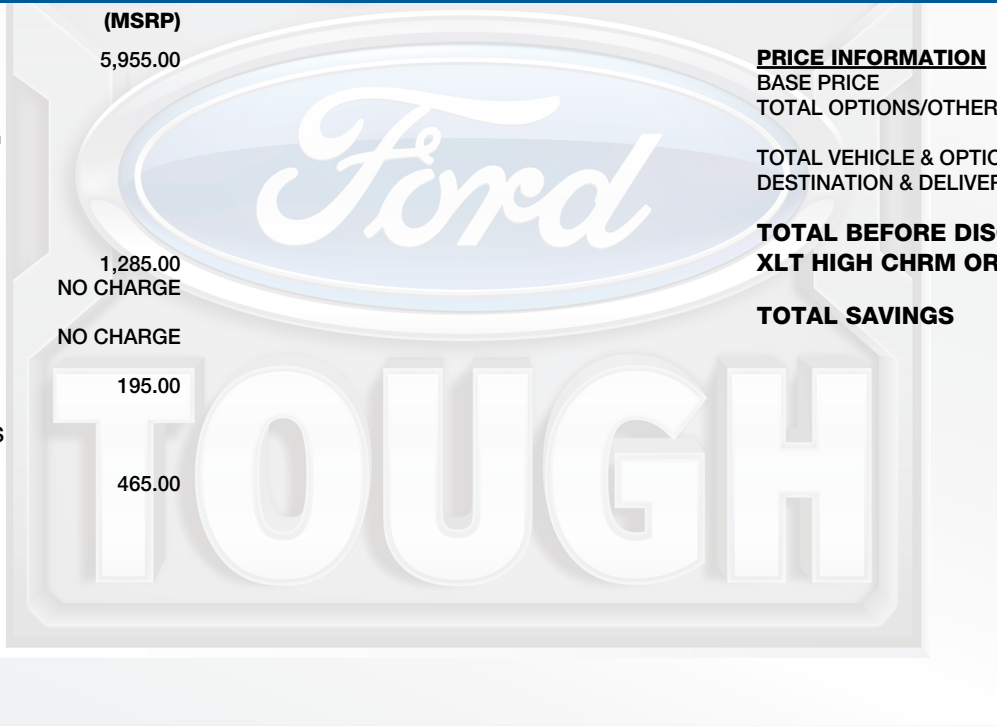 (MSRP)
5,955.00
1,285.00
NO CHARGE
NO CHARGE
195.00
S
465.00
PRICE INFORMATION
BASE PRICE
TOTAL OPTIONS/OTHER
TOTAL VEHICLE & OPTIO
DESTINATION & DELIVER
TOTAL BEFORE DIS
XLT HIGH CHRM OR
TOTAL SAVINGS
Ford
TOUGH